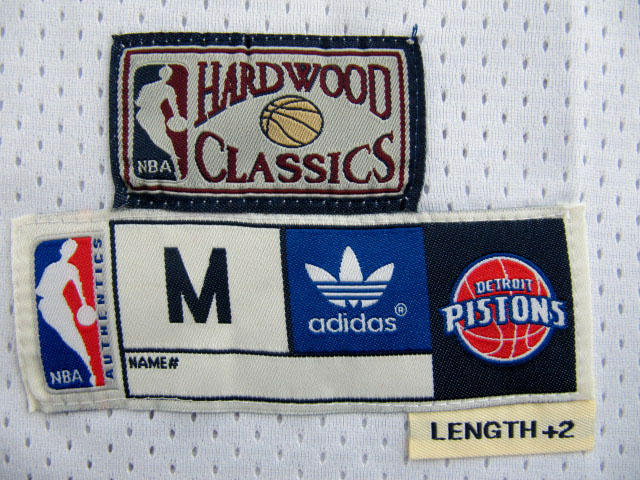 HARDWOOD
CLASSICS
NBA
NBA
AUTHENTICS
M
adidas®
DETROIT
PISTONS
NAME#
LENGTH +2